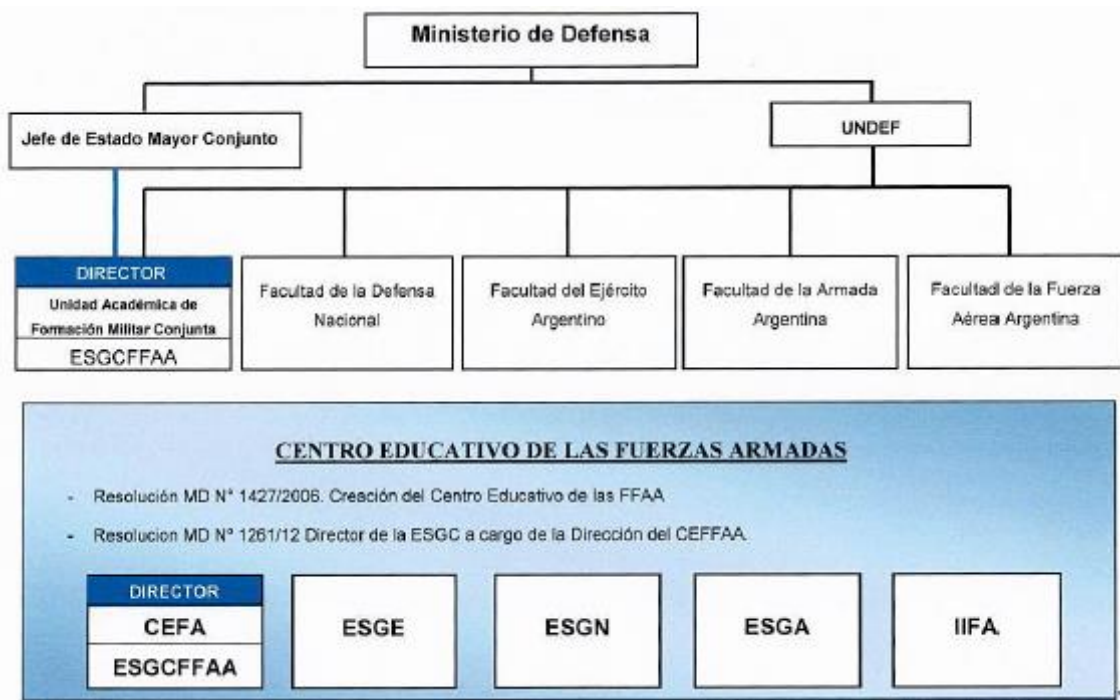 Ministerio de Defensa
Jefe de Estado Mayor Conjunto
UNDEF
DIRECTOR
Unidad Académica de
Formación Militar Conjunta
ESGCFFAA
Facultad de la Defensa
Nacional
Facultad del Ejército
Argentino
Facultad de la Armada
Argentina
Facultad de la Fuerza
Aérea Argentina
CENTRO EDUCATIVO DE LAS FUERZAS ARMADAS
- Resolución MD N° 1427/2006. Creación del Centro Educativo de las FFAA
- Resolucion MD Nº 1261/12 Director de la ESGC a cargo de la Dirección del CEFFAA.
DIRECTOR
CEFA
ESGCFFAA
ESGE
ESGN
ESGA
IIFA.